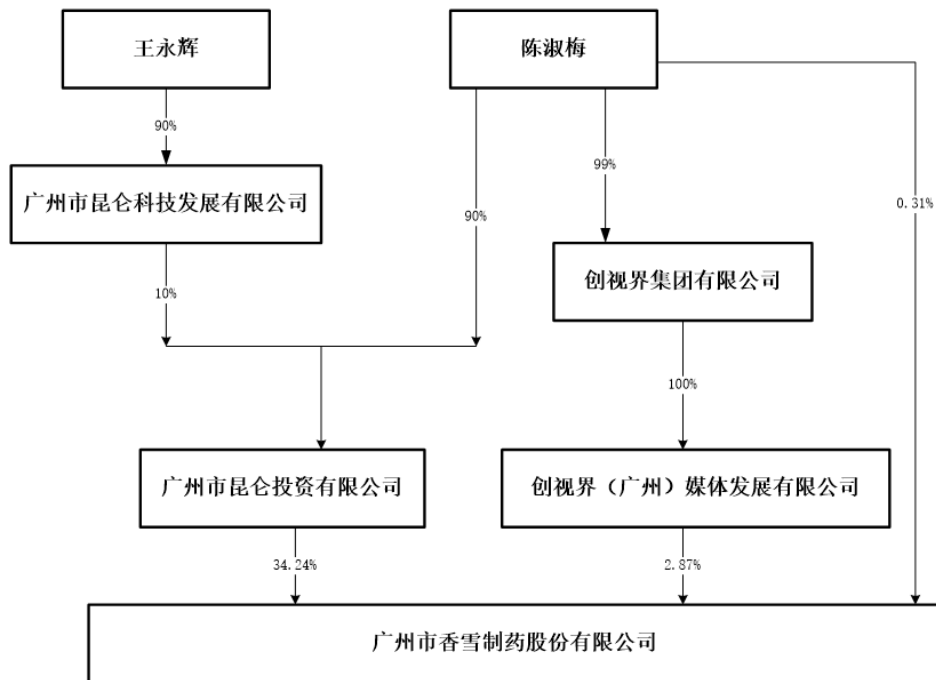 王永辉
陈淑梅
90%
99%
广州市昆仑科技发展有限公司
90%
0.31%
创视界集团有限公司
10%
100%
广州市昆仑投资有限公司
创视界（广州）媒体发展有限公司
34.24%
2.87%
广州市香雪制药股份有限公司